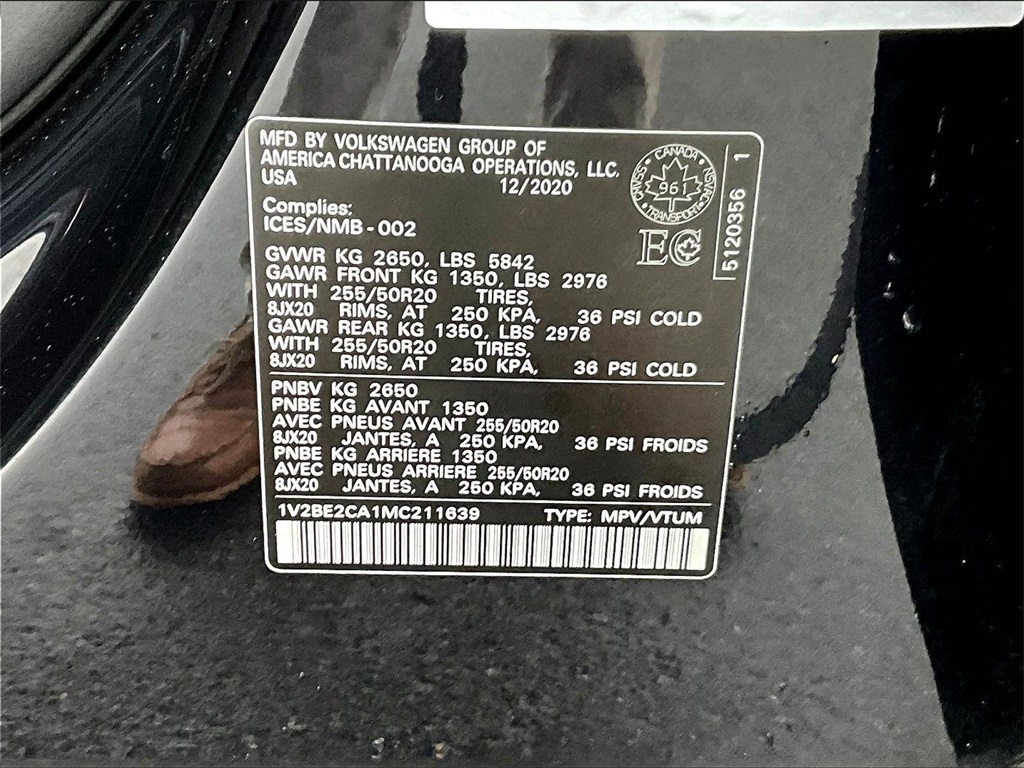 MFD BY VOLKSWAGEN GROUP OF
AMERICA CHATTANOOGA OPERATIONS, LLC.
USA 12/2020
CANADA
961
TRANSPORT
EC
5120356 1
Complies:
ICES/NMB-002
GVWR KG 2650, LBS 5842
GAWR FRONT KG 1350, LBS 2976
WITH 255/50R20 TIRES,
8JX20 RIMS, AT 250 KPA, 36 PSI COLD
GAWR REAR KG 1350, LBS 2976
WITH 255/50R20 TIRES,
8JX20 RIMS, AT 250 KPA, 36 PSI COLD
PNBV KG 2650
PNBE KG AVANT 1350
AVEC PNEUS AVANT 255/50R20
8JX20 JANTES, A 250 KPA, 36 PSI FROIDS
PNBE KG ARRIERE 1350
AVEC PNEUS ARRIERE 255/50R20
8JX20 JANTES, A 250 KPA, 36 PSI FROIDS
1V2BE2CA1MC211639 TYPE: MPV/VTUM